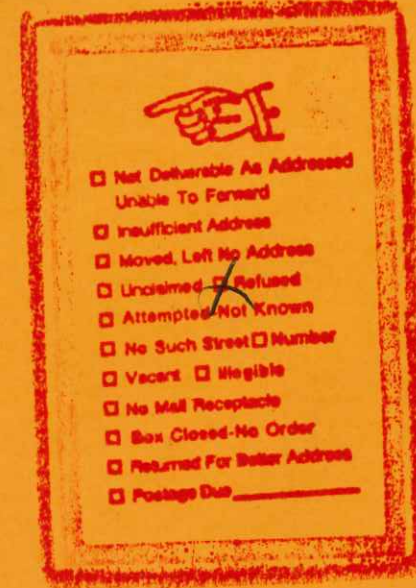 Not Deliverable As Addressed
Unable To Forward
Insufficient Address
Moved, Left No Address
Unclaimed Refused
Attempted Not Known
No Such Street Number
Vacant Illegible
No Mail Receptacle
Box Closed-No Order
Returned For Better Address
Postage Due